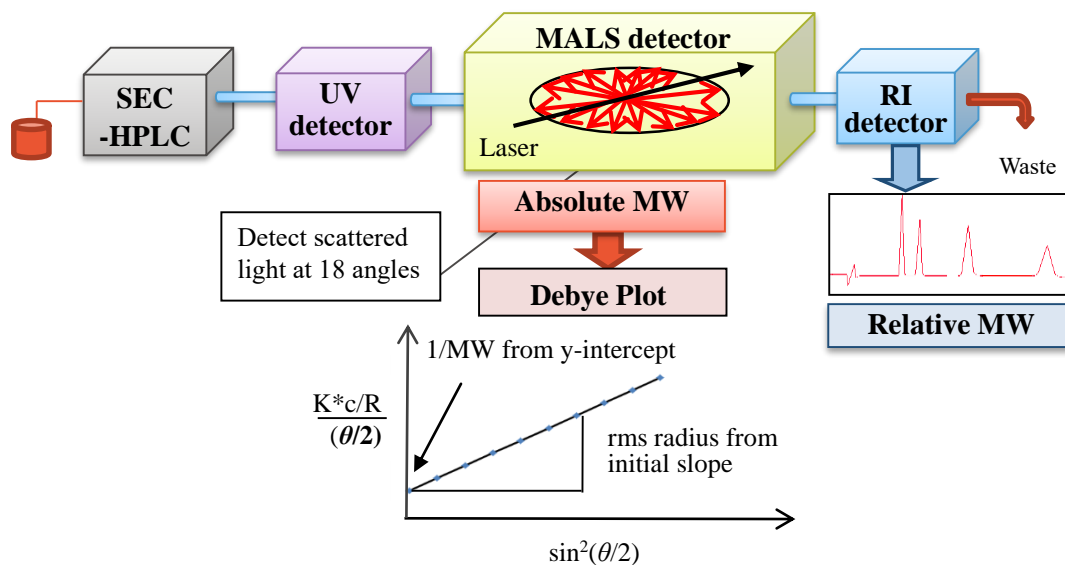 SEC
-HPLC
UV
detector
MALS detector
Laser
RI
detector
Waste
Absolute MW
Detect scattered
light at 18 angles
Debye Plot
Relative MW
1/MW from y-intercept
K*c/R
(θ/2)
rms radius from
initial slope
sin²(θ/2)